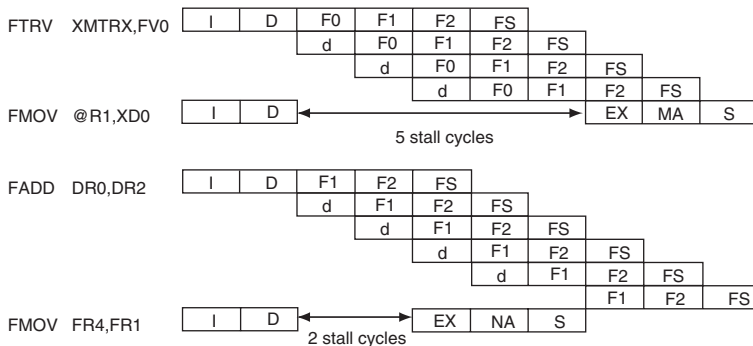 FTRV XMTRX,FV0 I D F0 F1 F2 FS
d F0 F1 F2 FS
d F0 F1 F2 FS
d F0 F1 F2 FS
FMOV @R1,XD0 I D EX MA S
5 stall cycles
FADD DR0,DR2 I D F1 F2 FS
d F1 F2 FS
d F1 F2 FS
d F1 F2 FS
d F1 F2 FS
F1 F2 FS
FMOV FR4,FR1 I D EX NA S
2 stall cycles